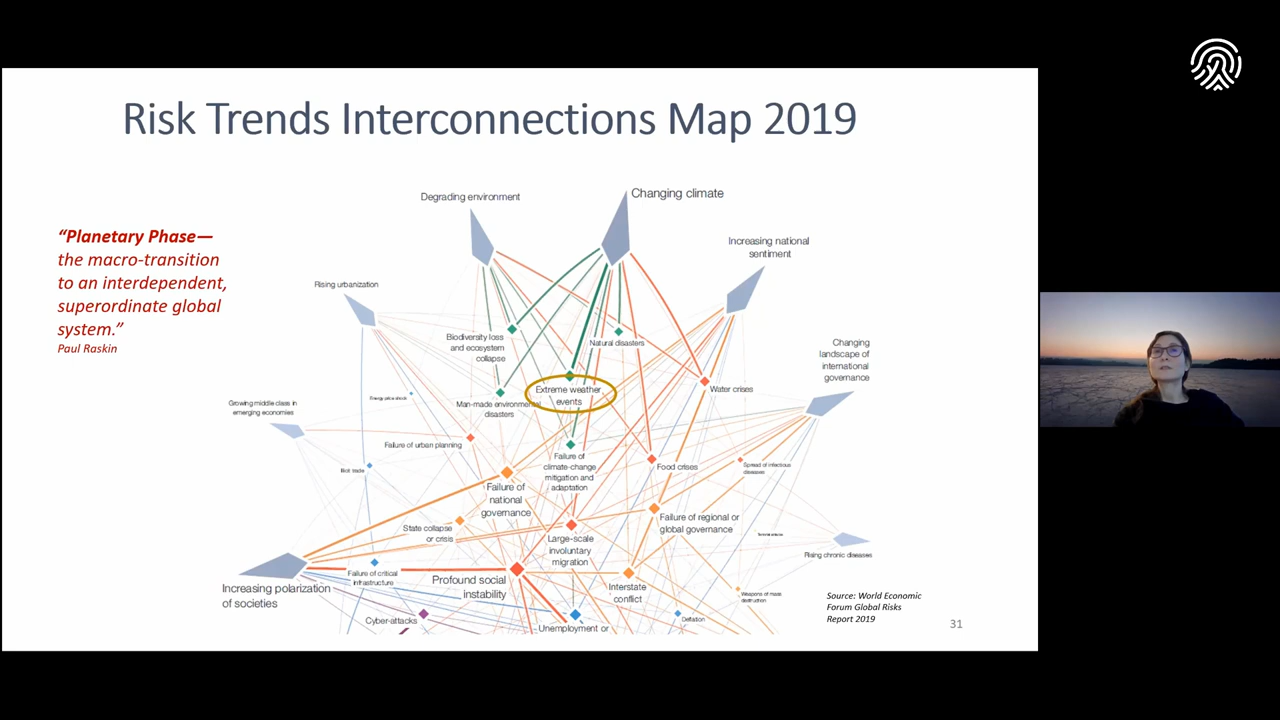 Risk Trends Interconnections Map 2019
“Planetary Phase—
the macro-transition
to an interdependent,
superordinate global
system.”
Paul Raskin
Degrading environment
Changing climate
Increasing national
sentiment
Rising urbanization
Biodiversity loss
and ecosystem
collapse
Natural disasters
Changing
landscape of
international
governance
Extreme weather
events
Water crises
Energy price shock
Man-made environmental
disasters
Growing middle class in
emerging economies
Failure of urban planning
Failure of
climate-change
mitigation and
adaptation
Food crises
Spread of infectious
diseases
Illicit trade
Failure of
national
governance
State collapse
or crisis
Failure of regional or
global governance
Large-scale
involuntary
migration
Rising chronic diseases
Increasing polarization
of societies
Failure of critical
infrastructure
Profound social
instability
Interstate
conflict
Weapons of mass
destruction
Cyber-attacks
Unemployment or
Deflation
Source: World Economic
Forum Global Risks
Report 2019
31